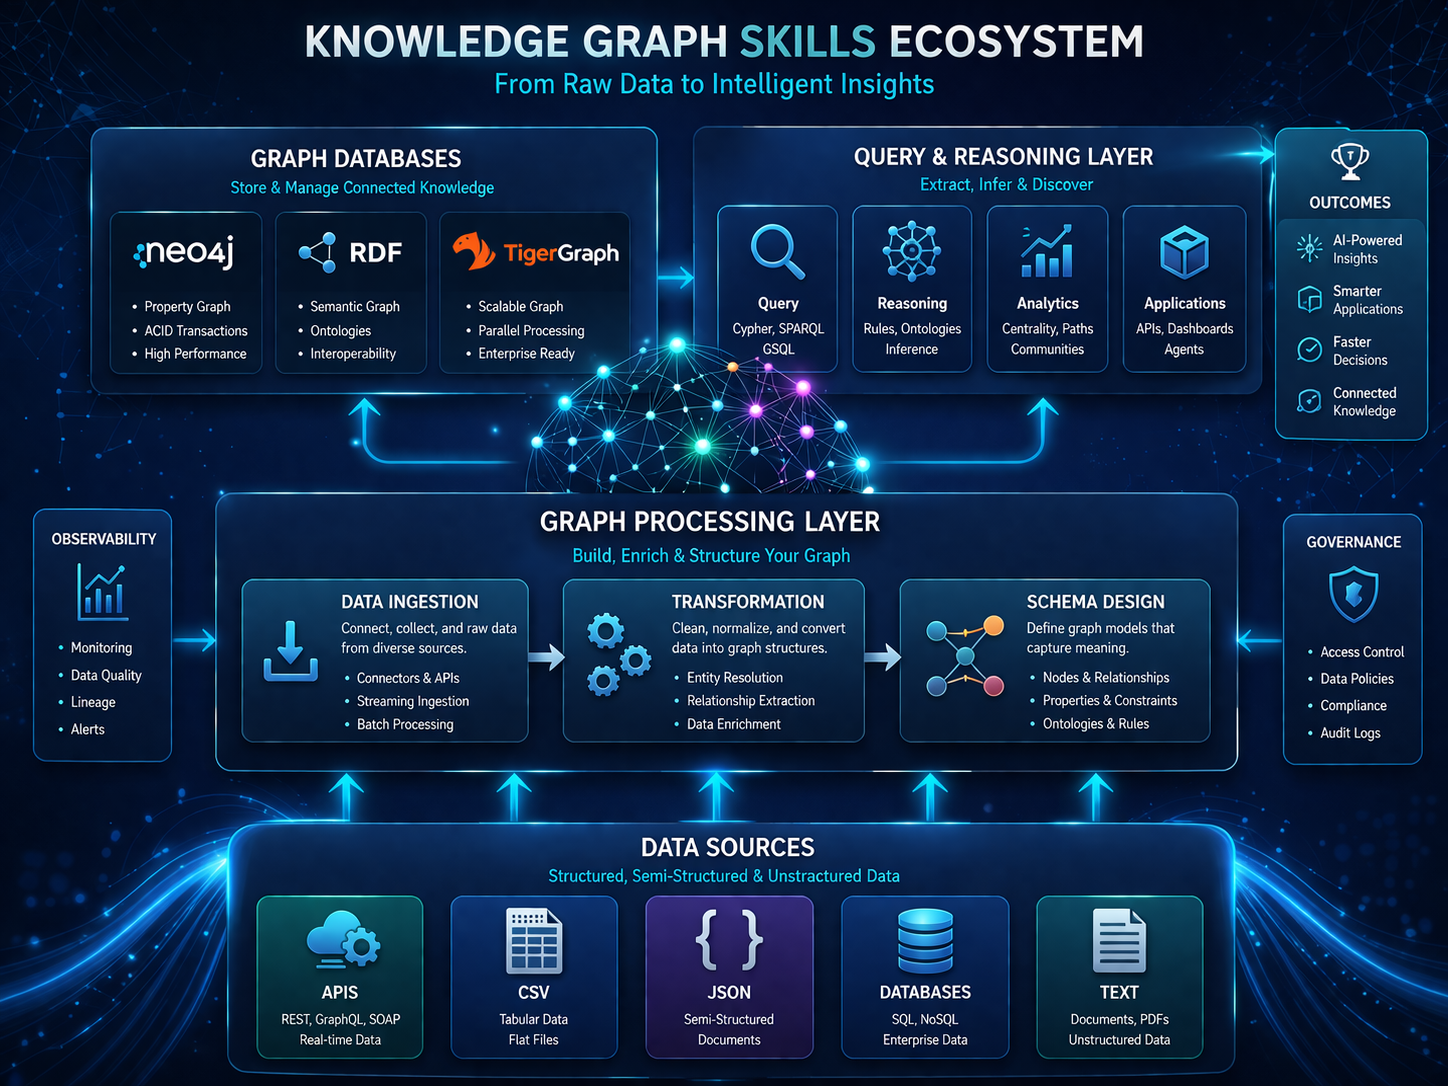 KNOWLEDGE GRAPH SKILLS ECOSYSTEM
From Raw Data to Intelligent Insights
GRAPH DATABASES
Store & Manage Connected Knowledge
neo4j
• Property Graph
• ACID Transactions
• High Performance
RDF
• Semantic Graph
• Ontologies
• Interoperability
TigerGraph
• Scalable Graph
• Parallel Processing
• Enterprise Ready
QUERY & REASONING LAYER
Extract, Infer & Discover
Query
Cypher, SPARQL
GSQL
Reasoning
Rules, Ontologies
Inference
Analytics
Centrality, Paths
Communities
Applications
APIs, Dashboards
Agents
T
OUTCOMES
AI-Powered
Insights
Smarter
Applications
Faster
Decisions
Connected
Knowledge
OBSERVABILITY
• Monitoring
• Data Quality
• Lineage
• Alerts
GRAPH PROCESSING LAYER
Build, Enrich & Structure Your Graph
DATA INGESTION
Connect, collect, and raw data
from diverse sources.
• Connectors & APIs
• Streaming Ingestion
• Batch Processing
TRANSFORMATION
Clean, normalize, and convert
data into graph structures.
• Entity Resolution
• Relationship Extraction
• Data Enrichment
SCHEMA DESIGN
Define graph models that
capture meaning.
• Nodes & Relationships
• Properties & Constraints
• Ontologies & Rules
GOVERNANCE
• Access Control
• Data Policies
• Compliance
• Audit Logs
DATA SOURCES
Structured, Semi-Structured & Unstractured Data
APIS
REST, GraphQL, SOAP
Real-time Data
CSV
Tabular Data
Flat Files
{ }
JSON
Semi-Structured
Documents
DATABASES
SQL, NoSQL
Enterprise Data
TEXT
Documents, PDFs
Unstructured Data